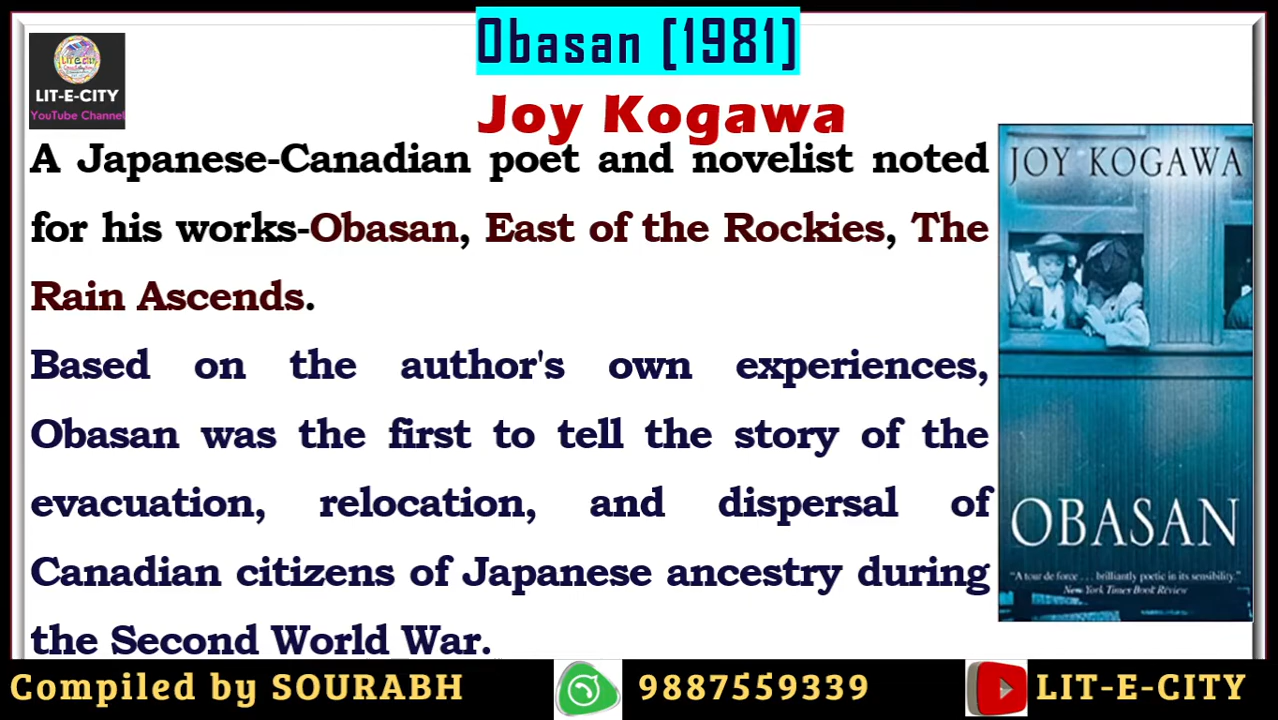 Obasan (1981)
LIT-E-CITY
YouTube Channel
Joy Kogawa
A Japanese-Canadian poet and novelist noted
for his works-Obasan, East of the Rockies, The
Rain Ascends.
Based on the author's own experiences,
Obasan was the first to tell the story of the
evacuation, relocation, and dispersal of
Canadian citizens of Japanese ancestry during
the Second World War.
JOY KOGAWA
OBASAN
"A tour de force . . . brilliantly poetic in its sensibility."
New York Times Book Review
Compiled by SOURABH
9887559339
LIT-E-CITY